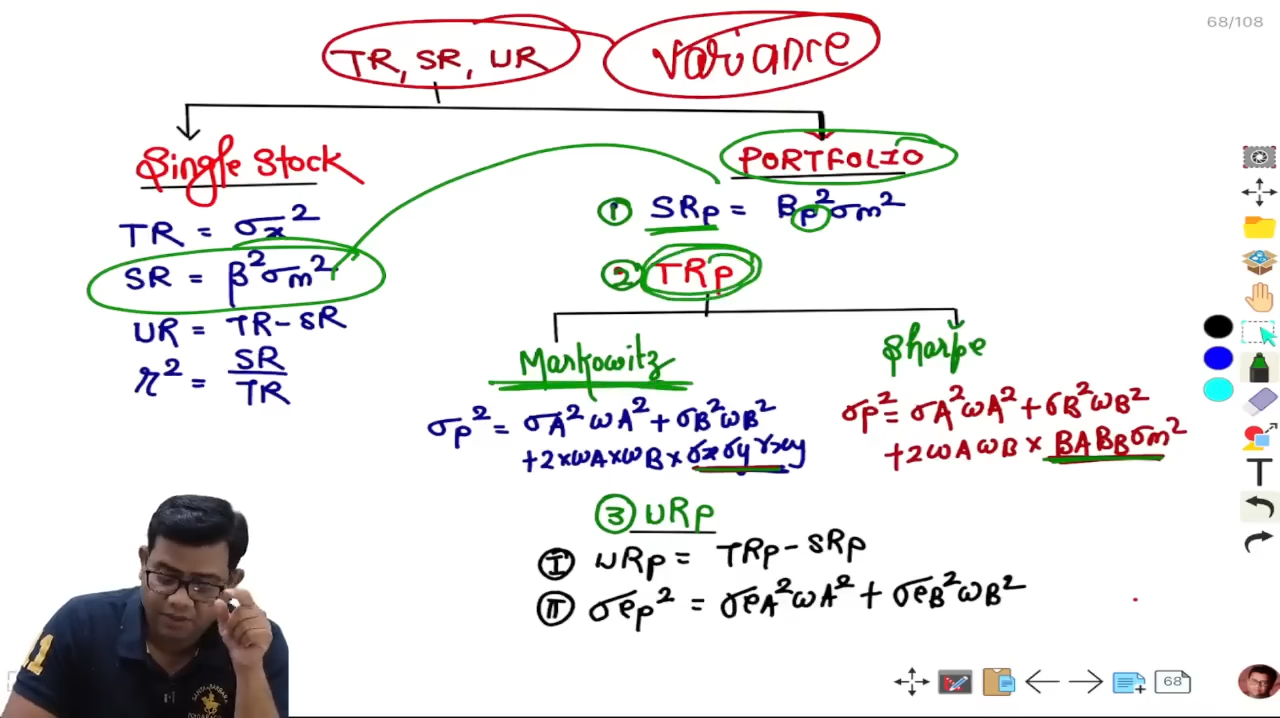 68/108
TR, SR, UR
Variance
Single Stock
TR = σx²
SR = β²σm²
UR = TR - SR
r² = SR/TR
PORTFOLIO
① SRp = Bp²σm²
② TRp
Markowitz
σp² = σA²ωA² + σB²ωB²
+2×ωA×ωB×σxσyrxy
Sharpe
σp² = σA²ωA² + σB²ωB²
+2ωAωB × BABBσm²
③ URp
Ⅰ URp = TRp - SRp
Ⅱ σep² = σeA²ωA² + σeB²ωB²
T
68